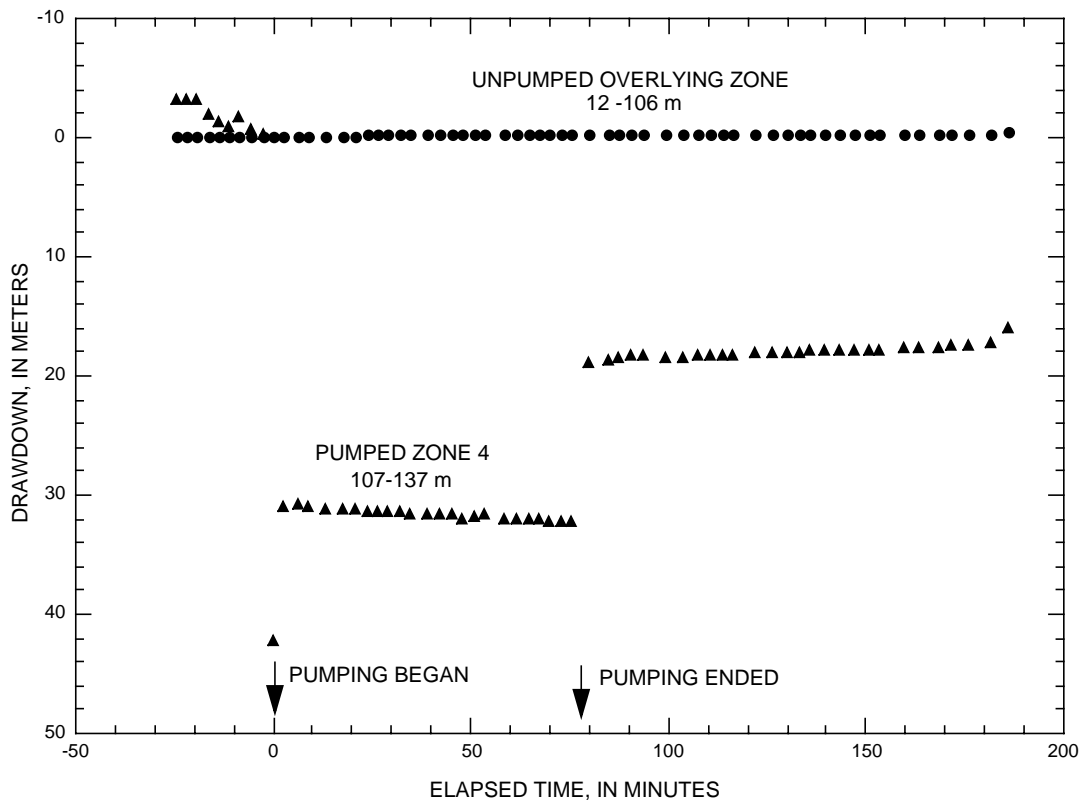 -10
0
10
20
30
40
50
-50
0
50
100
150
200
DRAWDOWN, IN METERS
ELAPSED TIME, IN MINUTES
UNPUMPED OVERLYING ZONE
12 -106 m
PUMPED ZONE 4
107-137 m
PUMPING BEGAN
PUMPING ENDED